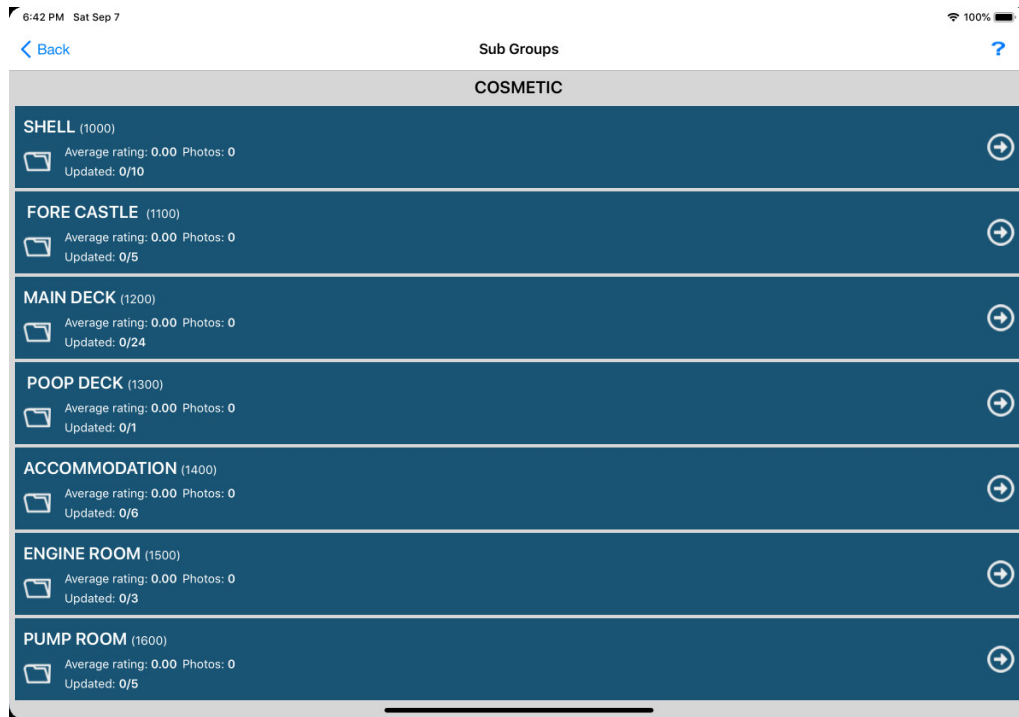 6:42 PM Sat Sep 7
100%
Back
Sub Groups
?
COSMETIC
SHELL (1000)
Average rating: 0.00 Photos: 0
Updated: 0/10
FORE CASTLE (1100)
Average rating: 0.00 Photos: 0
Updated: 0/5
MAIN DECK (1200)
Average rating: 0.00 Photos: 0
Updated: 0/24
POOP DECK (1300)
Average rating: 0.00 Photos: 0
Updated: 0/1
ACCOMMODATION (1400)
Average rating: 0.00 Photos: 0
Updated: 0/6
ENGINE ROOM (1500)
Average rating: 0.00 Photos: 0
Updated: 0/3
PUMP ROOM (1600)
Average rating: 0.00 Photos: 0
Updated: 0/5